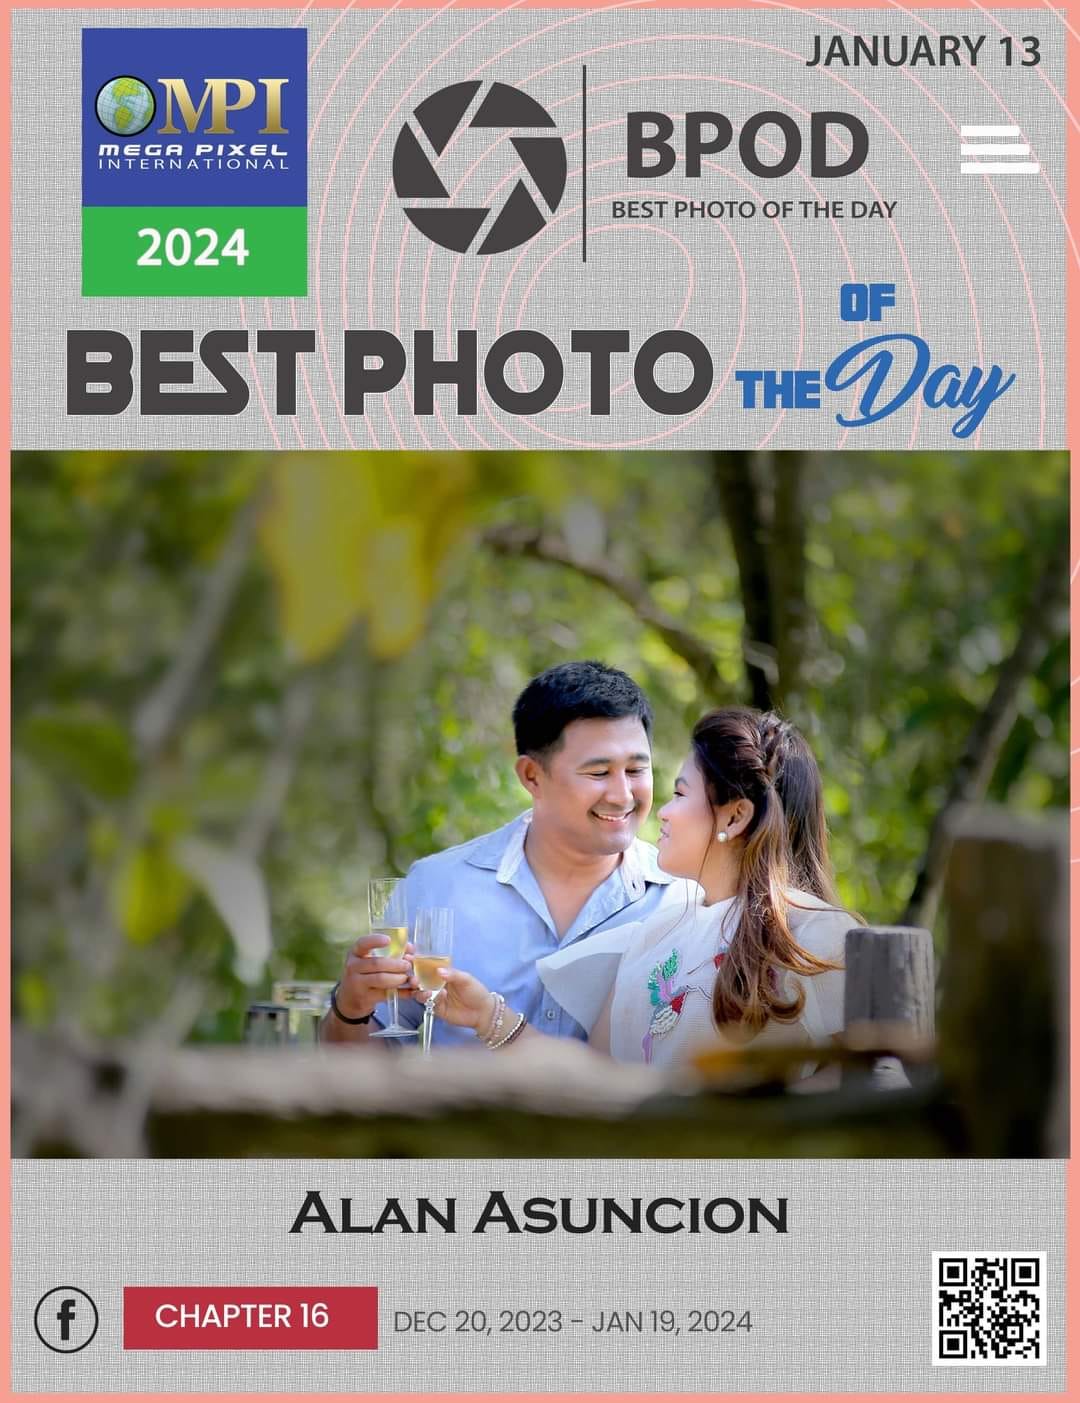 JANUARY 13
MPI
MEGA PIXEL
INTERNATIONAL
2024
BPOD
BEST PHOTO OF THE DAY
BEST PHOTO OF THE Day
ALAN ASUNCION
f
CHAPTER 16
DEC 20, 2023 - JAN 19, 2024